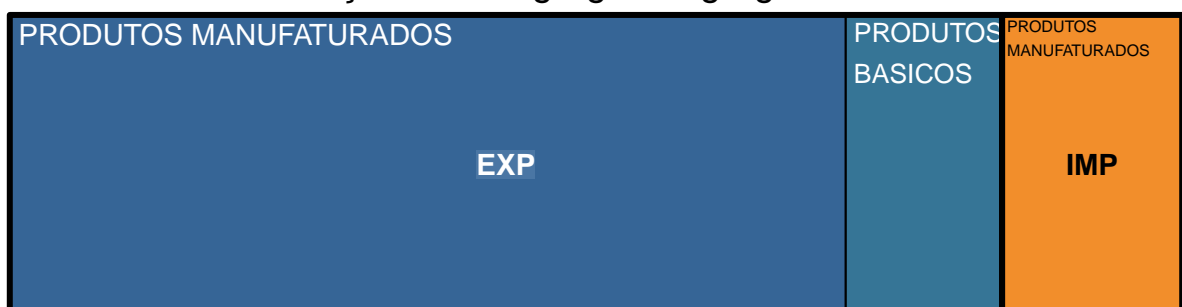 PRODUTOS MANUFATURADOS
EXP
PRODUTOS
BASICOS
PRODUTOS
MANUFATURADOS
IMP